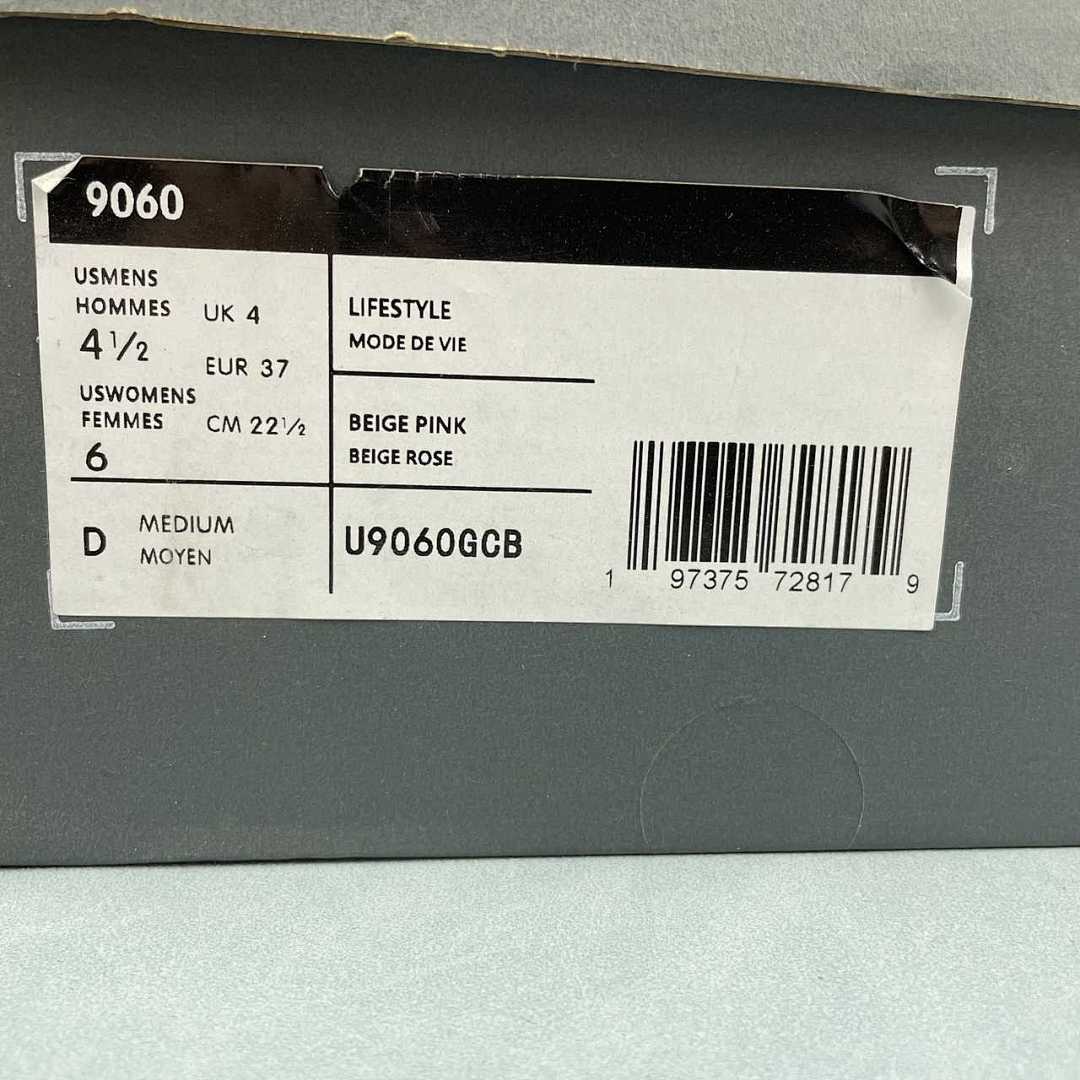 9060
USMENS
HOMMES
4 1/2
UK 4
EUR 37
USWOMENS
FEMMES
6
CM 22 1/2
LIFESTYLE
MODE DE VIE
BEIGE PINK
BEIGE ROSE
D
MEDIUM
MOYEN
U9060GCB
1 97375 72817 9